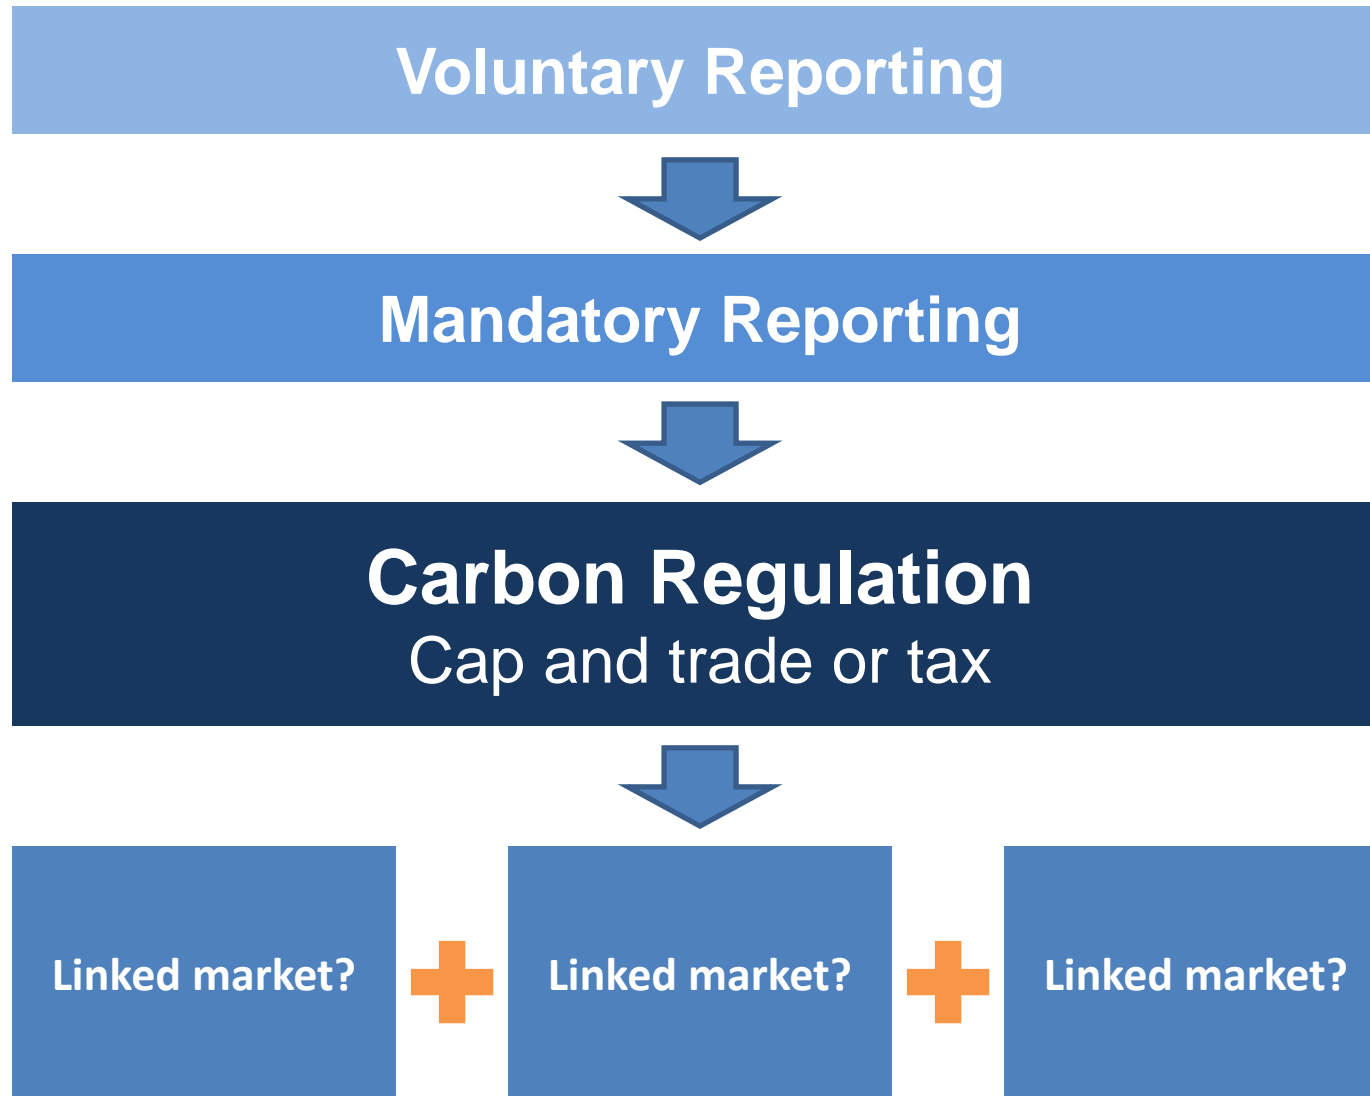 Voluntary Reporting
Mandatory Reporting
Carbon Regulation
Cap and trade or tax
Linked market?
Linked market?
Linked market?